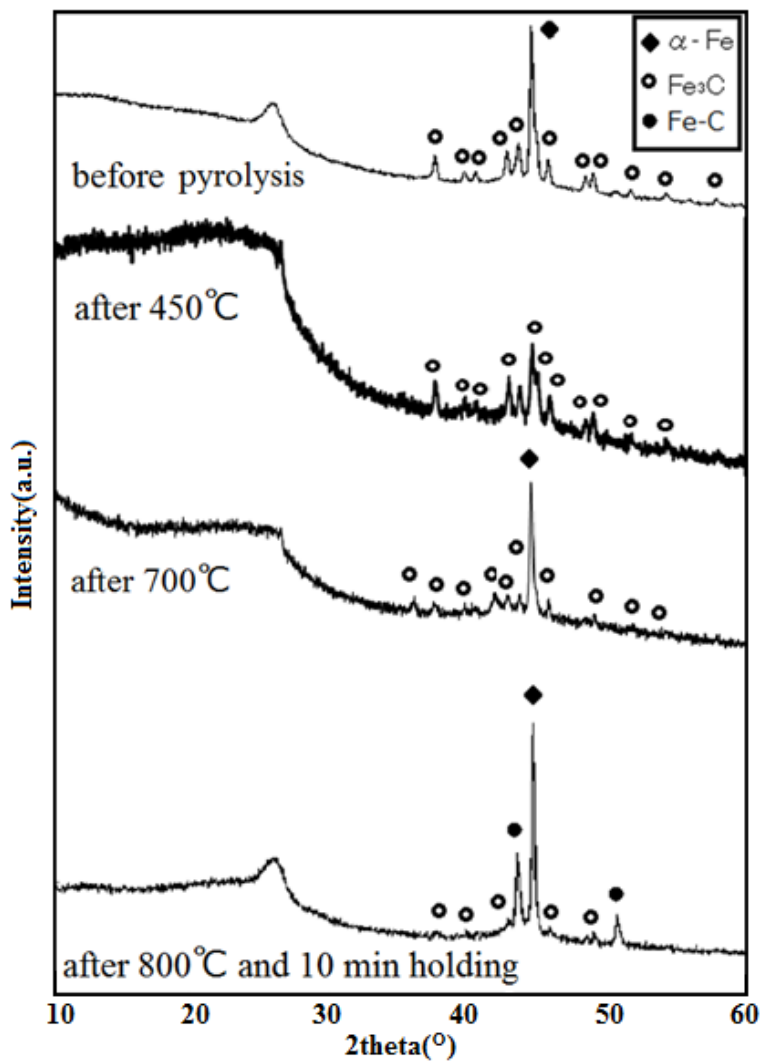 α-Fe
Fe₃C
Fe-C
before pyrolysis
after 450℃
after 700℃
after 800℃ and 10 min holding
Intensity(a.u.)
10 20 30 40 50 60
2theta(°)